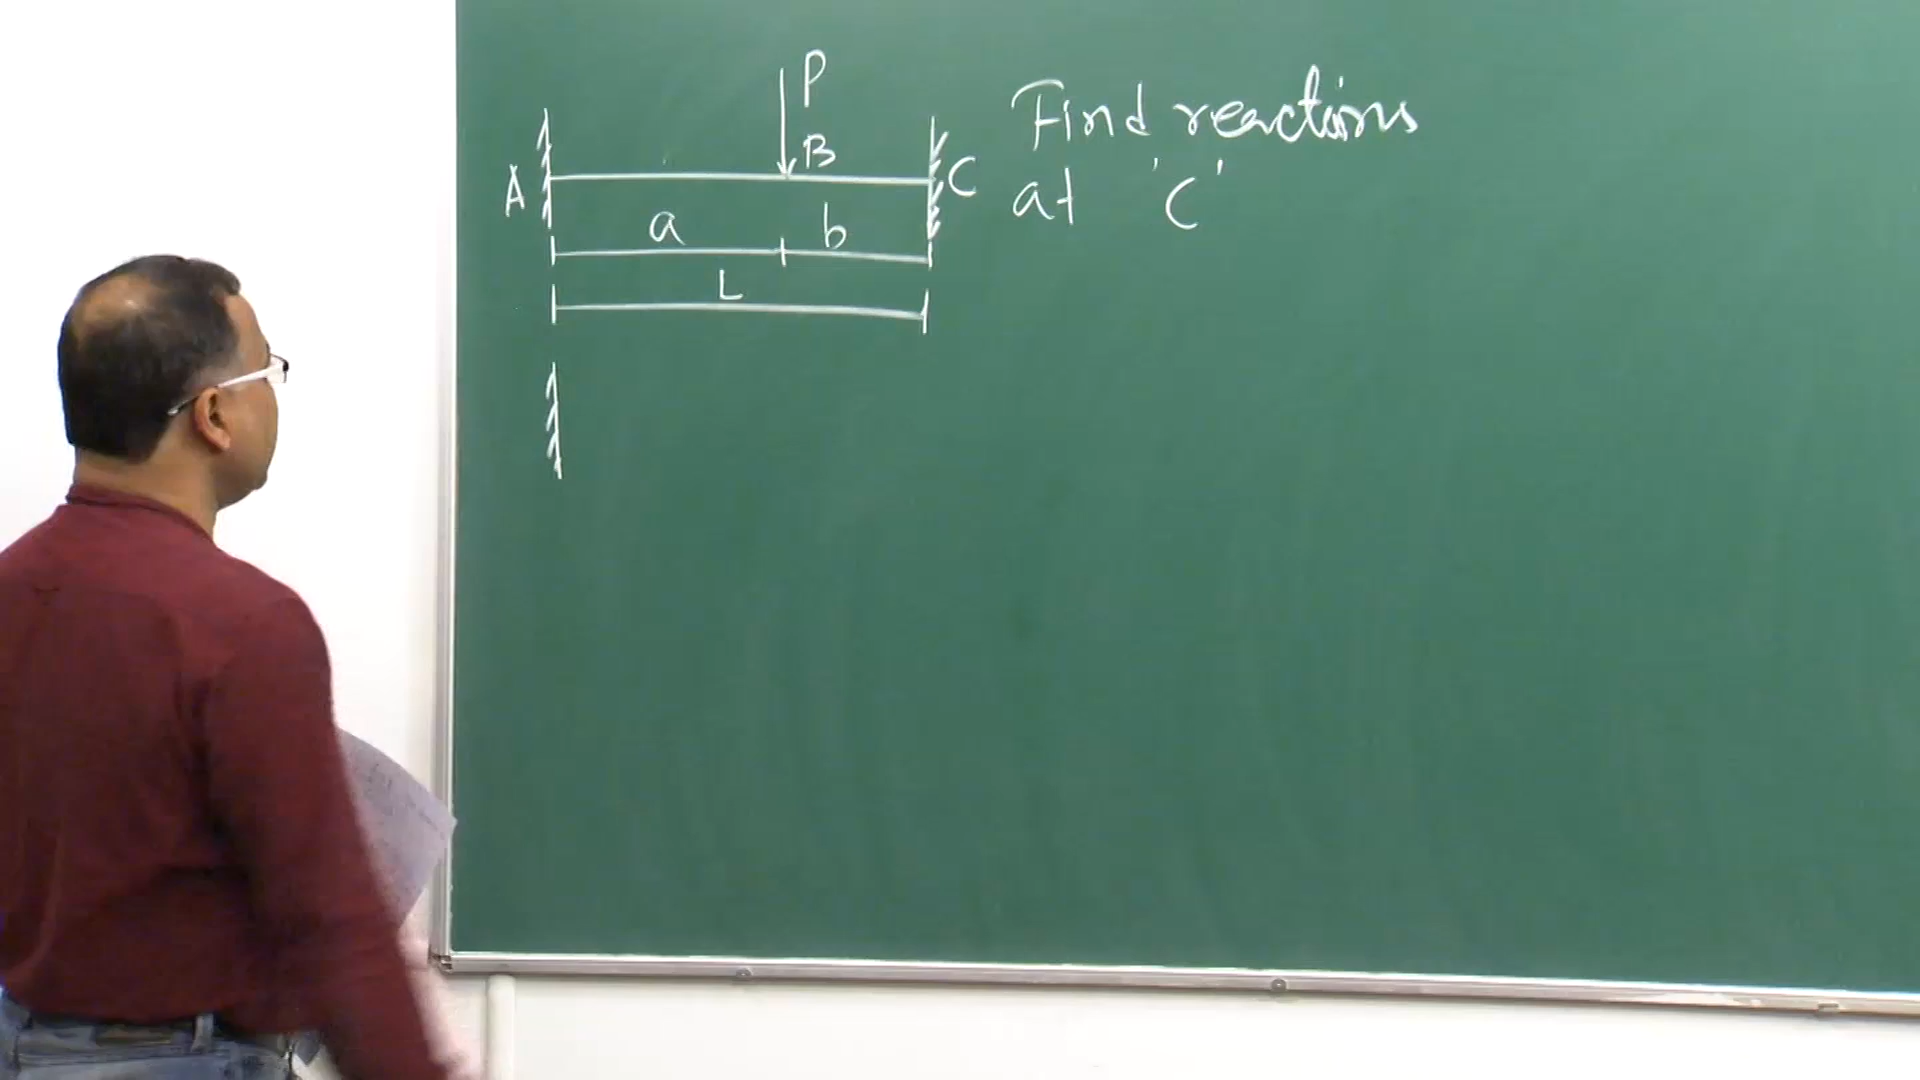 P
B
A
C
a
b
L
Find reactions
at 'C'